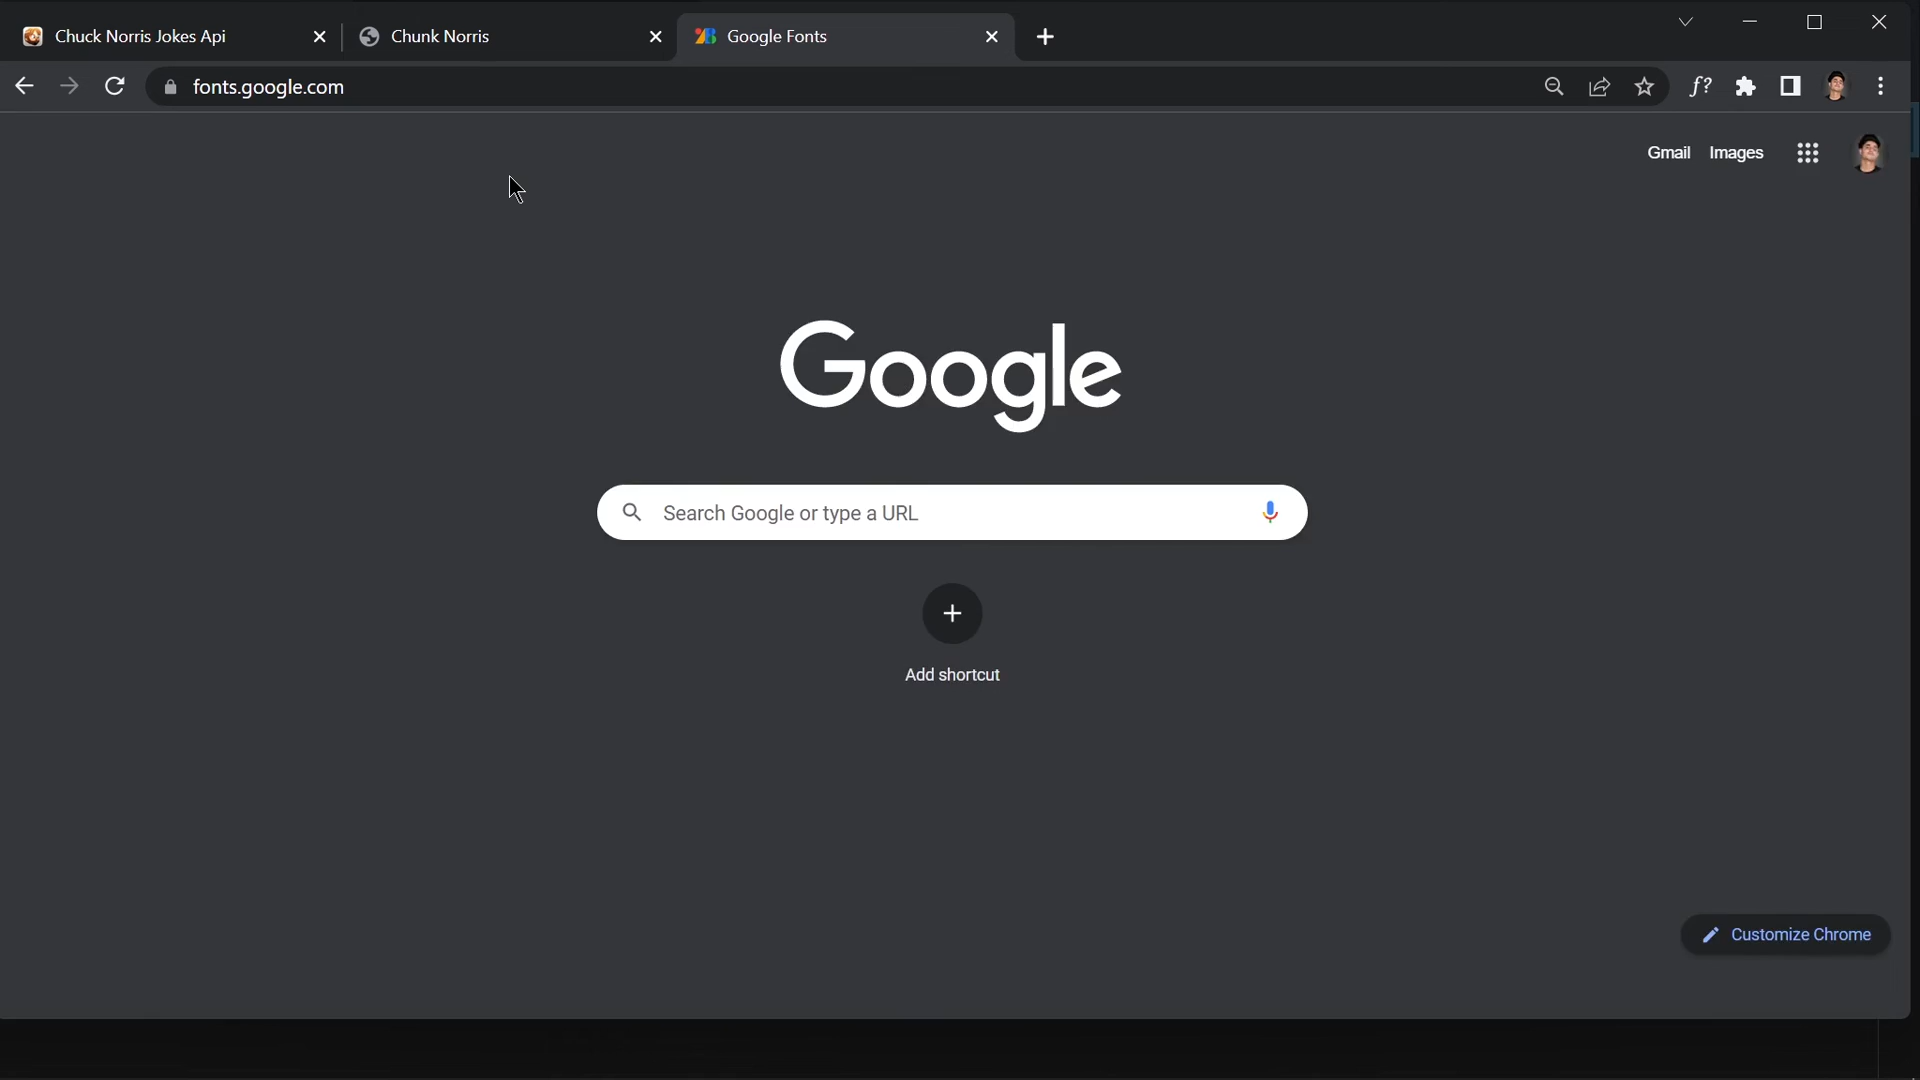 Chuck Norris Jokes Api
Chunk Norris
Google Fonts
fonts.google.com
f?
Gmail Images
Google
Search Google or type a URL
Add shortcut
Customize Chrome